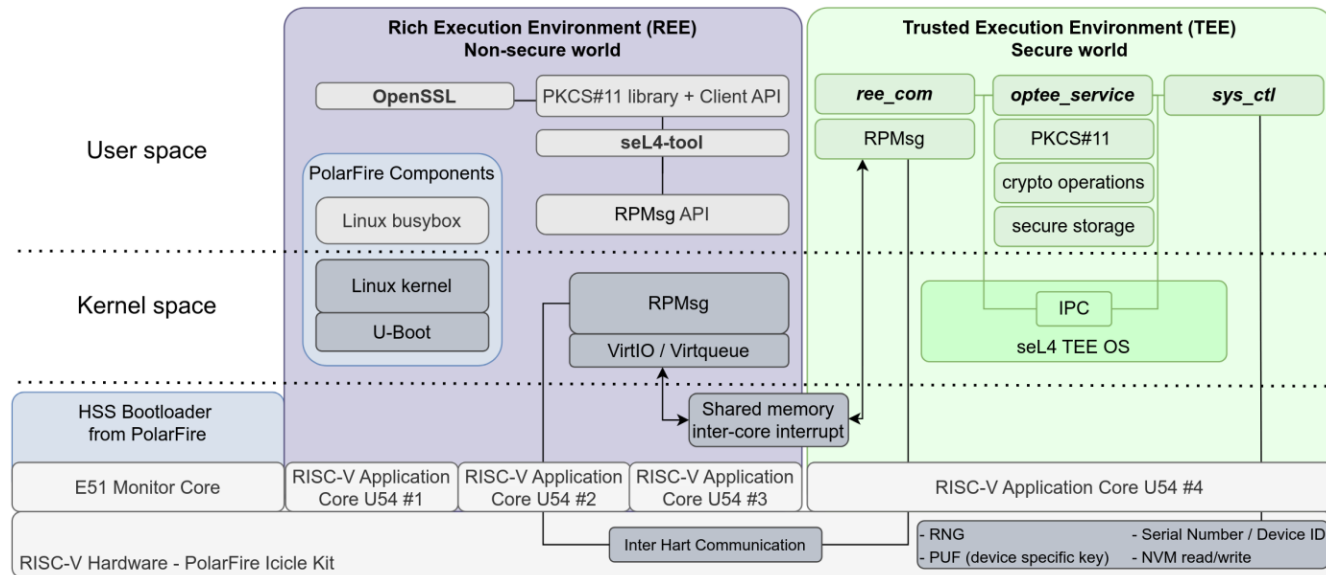 Rich Execution Environment (REE)
Non-secure world
Trusted Execution Environment (TEE)
Secure world
User space
OpenSSL
PKCS#11 library + Client API
seL4-tool
RPMsg API
PolarFire Components
Linux busybox
ree_com
optee_service
sys_ctl
RPMsg
PKCS#11
crypto operations
secure storage
Kernel space
Linux kernel
U-Boot
RPMsg
VirtIO / Virtqueue
IPC
seL4 TEE OS
HSS Bootloader
from PolarFire
Shared memory
inter-core interrupt
E51 Monitor Core
RISC-V Application
Core U54 #1
RISC-V Application
Core U54 #2
RISC-V Application
Core U54 #3
RISC-V Application Core U54 #4
RISC-V Hardware - PolarFire Icicle Kit
Inter Hart Communication
- RNG
- PUF (device specific key)
- Serial Number / Device ID
- NVM read/write